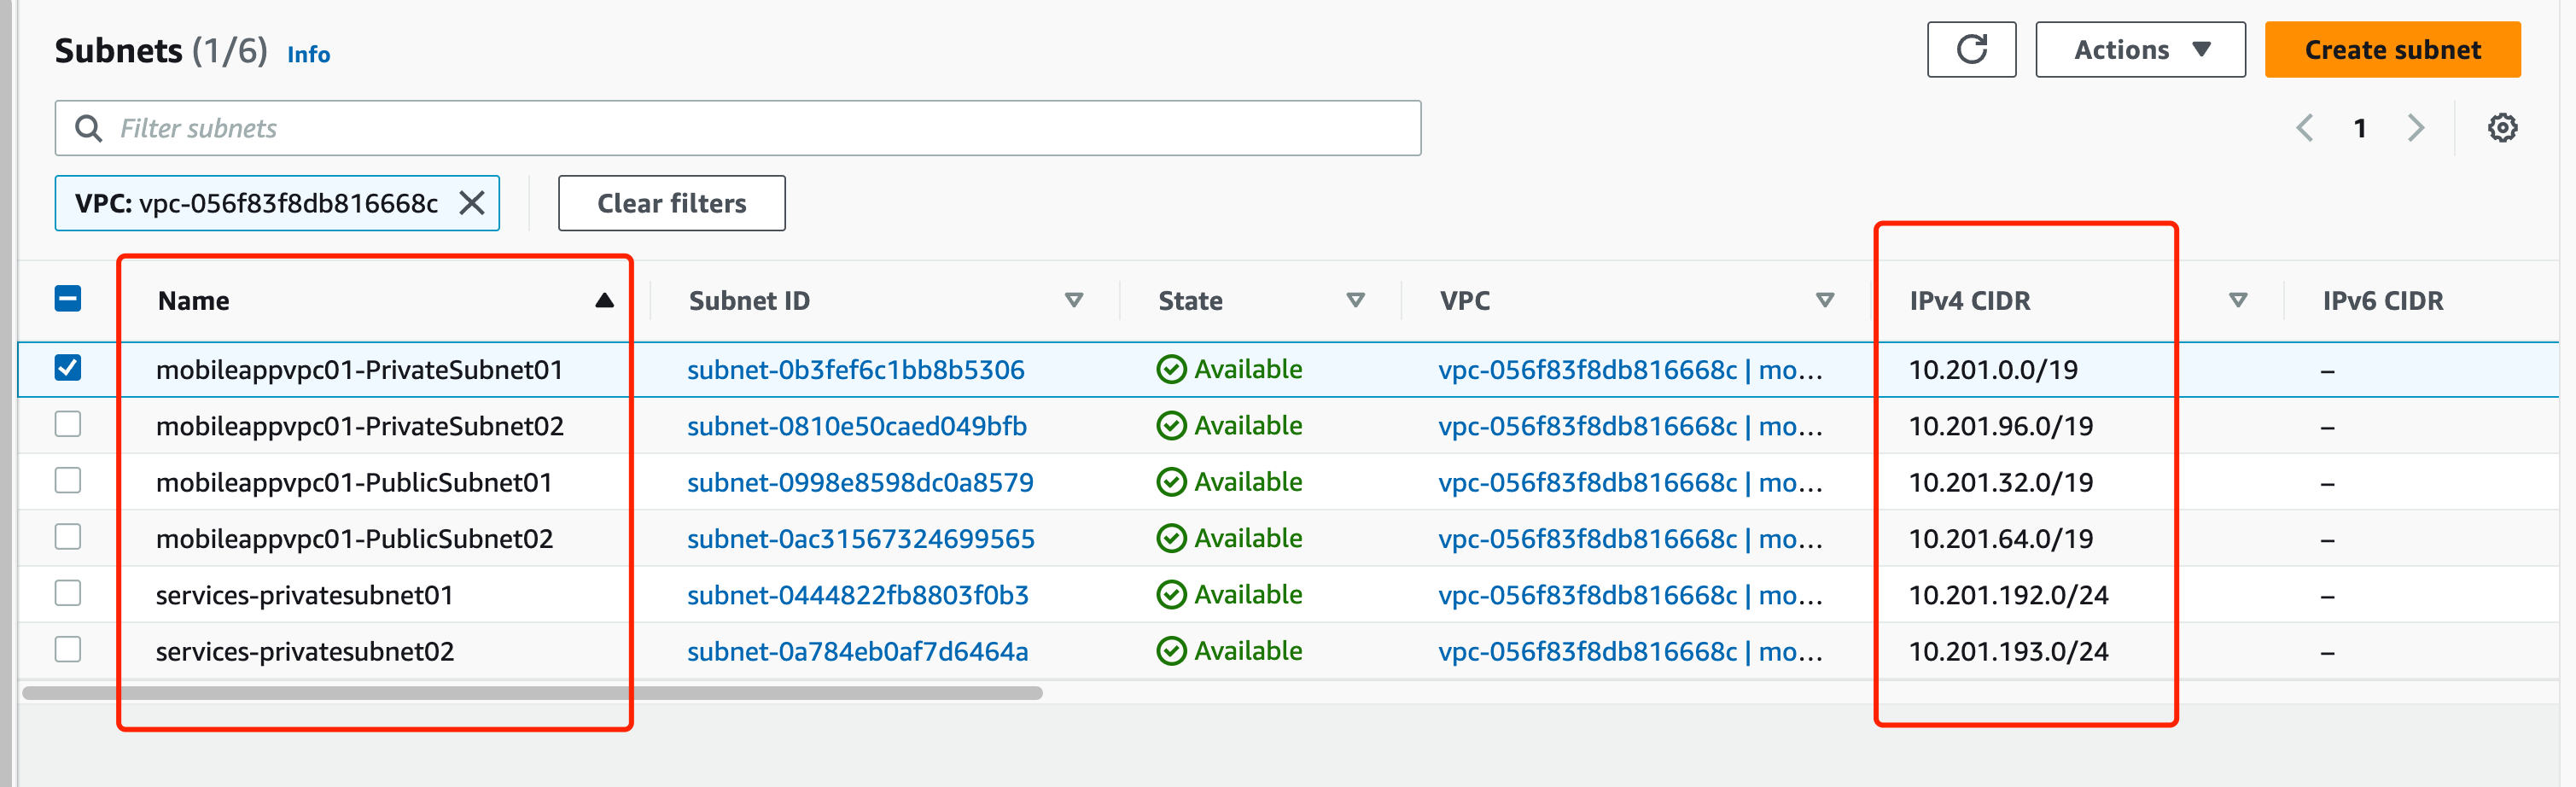 Subnets (1/6) Info
Actions
Create subnet
Filter subnets
1
VPC: vpc-056f83f8db816668c
Clear filters
Name Subnet ID State VPC IPv4 CIDR IPv6 CIDR
mobileappvpc01-PrivateSubnet01 subnet-0b3fef6c1bb8b5306 Available vpc-056f83f8db816668c | mo... 10.201.0.0/19 –
mobileappvpc01-PrivateSubnet02 subnet-0810e50caed049bfb Available vpc-056f83f8db816668c | mo... 10.201.96.0/19 –
mobileappvpc01-PublicSubnet01 subnet-0998e8598dc0a8579 Available vpc-056f83f8db816668c | mo... 10.201.32.0/19 –
mobileappvpc01-PublicSubnet02 subnet-0ac31567324699565 Available vpc-056f83f8db816668c | mo... 10.201.64.0/19 –
services-privatesubnet01 subnet-0444822fb8803f0b3 Available vpc-056f83f8db816668c | mo... 10.201.192.0/24 –
services-privatesubnet02 subnet-0a784eb0af7d6464a Available vpc-056f83f8db816668c | mo... 10.201.193.0/24 –